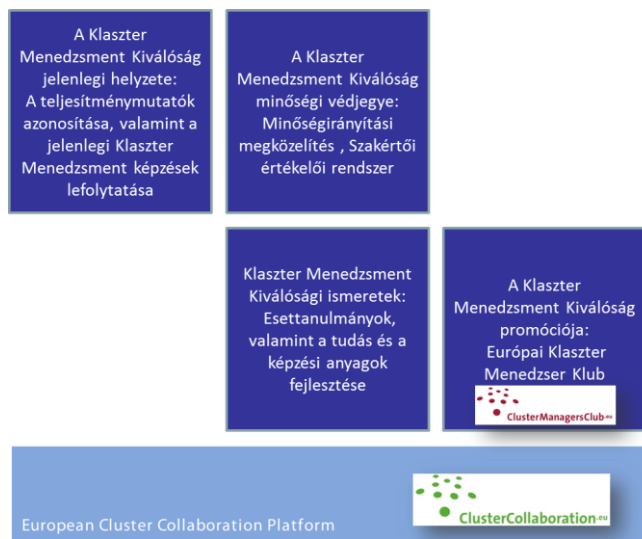 A Klaszter
Menedzsment Kiválóság
jelenlegi helyzete:
A teljesítménymutatók
azonosítása, valamint a
jelenlegi Klaszter
Menedzsment képzések
lefolytatása
A Klaszter
Menedzsment Kiválóság
minőségi védjegye:
Minőségirányítási
megközelítés , Szakértői
értékelői rendszer
Klaszter Menedzsment
Kiválósági ismeretek:
Esettanulmányok,
valamint a tudás és a
képzési anyagok
fejlesztése
A Klaszter
Menedzsment Kiválóság
promóciója:
Európai Klaszter
Menedzser Klub
ClusterManagersClub.eu
European Cluster Collaboration Platform
ClusterCollaboration.eu